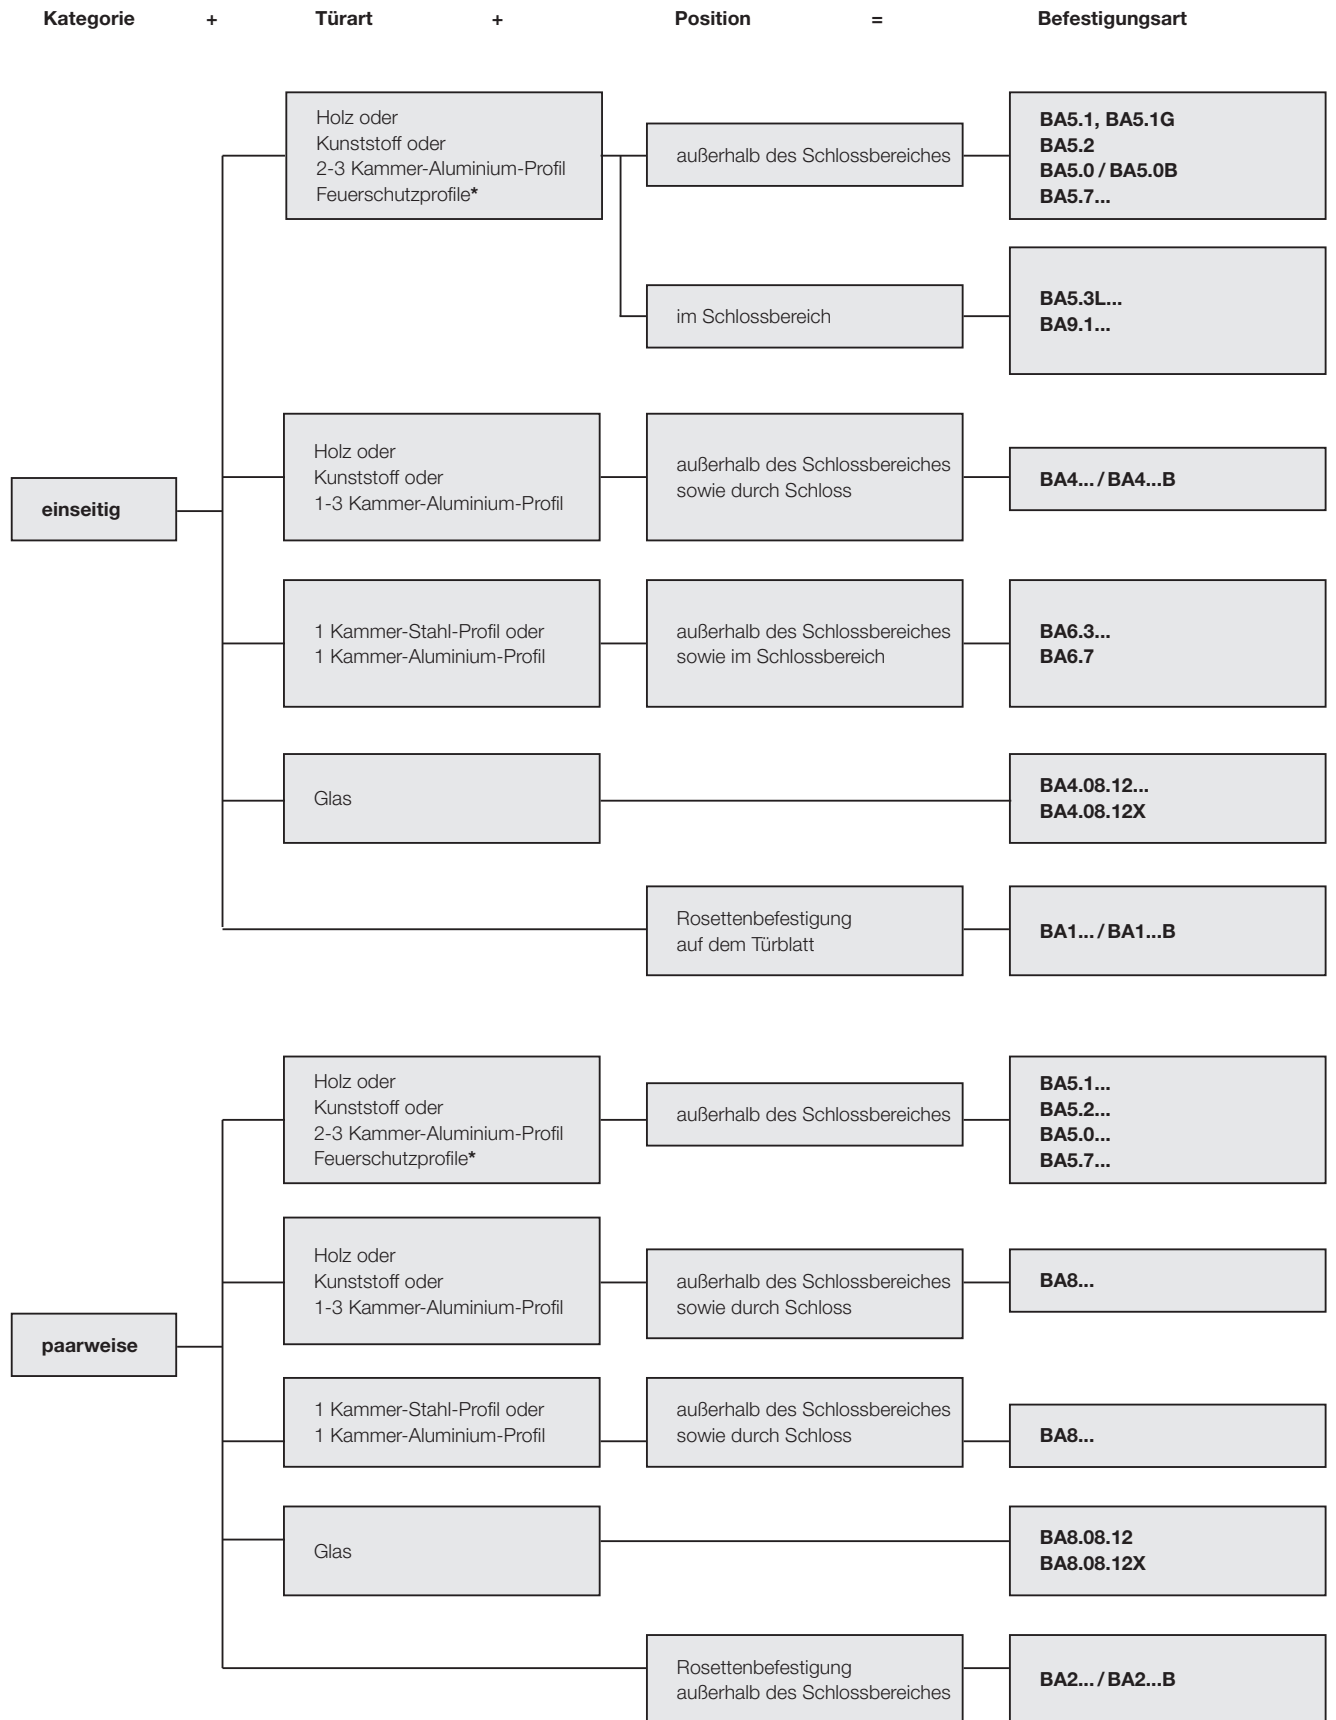 Kategorie + Türart + Position = Befestigungsart
Holz oder
Kunststoff oder
2-3 Kammer-Aluminium-Profil
Feuerschutzprofile*
außerhalb des Schlossbereiches
BA5.1, BA5.1G
BA5.2
BA5.0 / BA5.0B
BA5.7...
im Schlossbereich
BA5.3L...
BA9.1...
einseitig
Holz oder
Kunststoff oder
1-3 Kammer-Aluminium-Profil
außerhalb des Schlossbereiches
sowie durch Schloss
BA4... / BA4...B
1 Kammer-Stahl-Profil oder
1 Kammer-Aluminium-Profil
außerhalb des Schlossbereiches
sowie im Schlossbereich
BA6.3...
BA6.7
Glas
BA4.08.12...
BA4.08.12X
Rosettenbefestigung
auf dem Türblatt
BA1... / BA1...B
Holz oder
Kunststoff oder
2-3 Kammer-Aluminium-Profil
Feuerschutzprofile*
außerhalb des Schlossbereiches
BA5.1...
BA5.2...
BA5.0...
BA5.7...
Holz oder
Kunststoff oder
1-3 Kammer-Aluminium-Profil
außerhalb des Schlossbereiches
sowie durch Schloss
BA8...
paarweise
1 Kammer-Stahl-Profil oder
1 Kammer-Aluminium-Profil
außerhalb des Schlossbereiches
sowie durch Schloss
BA8...
Glas
BA8.08.12
BA8.08.12X
Rosettenbefestigung
außerhalb des Schlossbereiches
BA2... / BA2...B